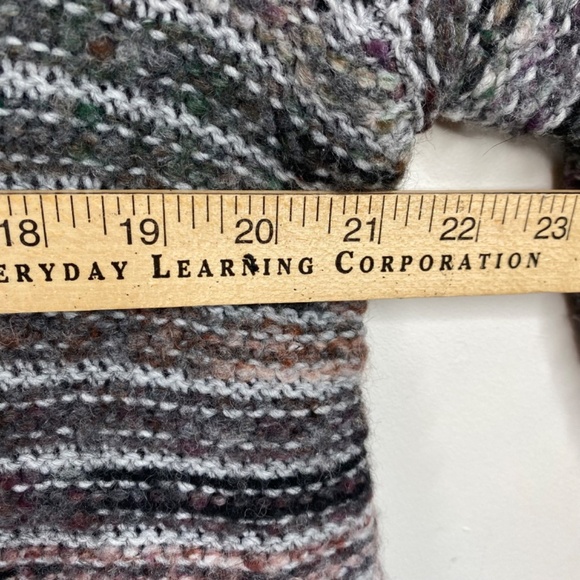 18 19 20 21 22 23
ERYDAY LEARNING CORPORATION